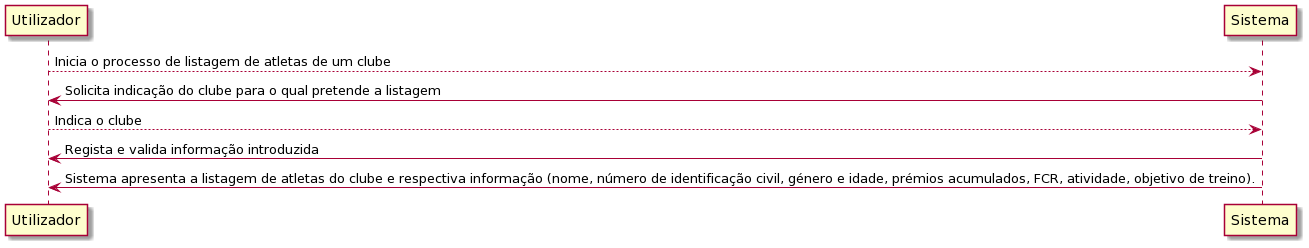 Utilizador Sistema
Inicia o processo de listagem de atletas de um clube
Solicita indicação do clube para o qual pretende a listagem
Indica o clube
Regista e valida informação introduzida
Sistema apresenta a listagem de atletas do clube e respectiva informação (nome, número de identificação civil, género e idade, prémios acumulados, FCR, atividade, objetivo de treino).
Utilizador Sistema